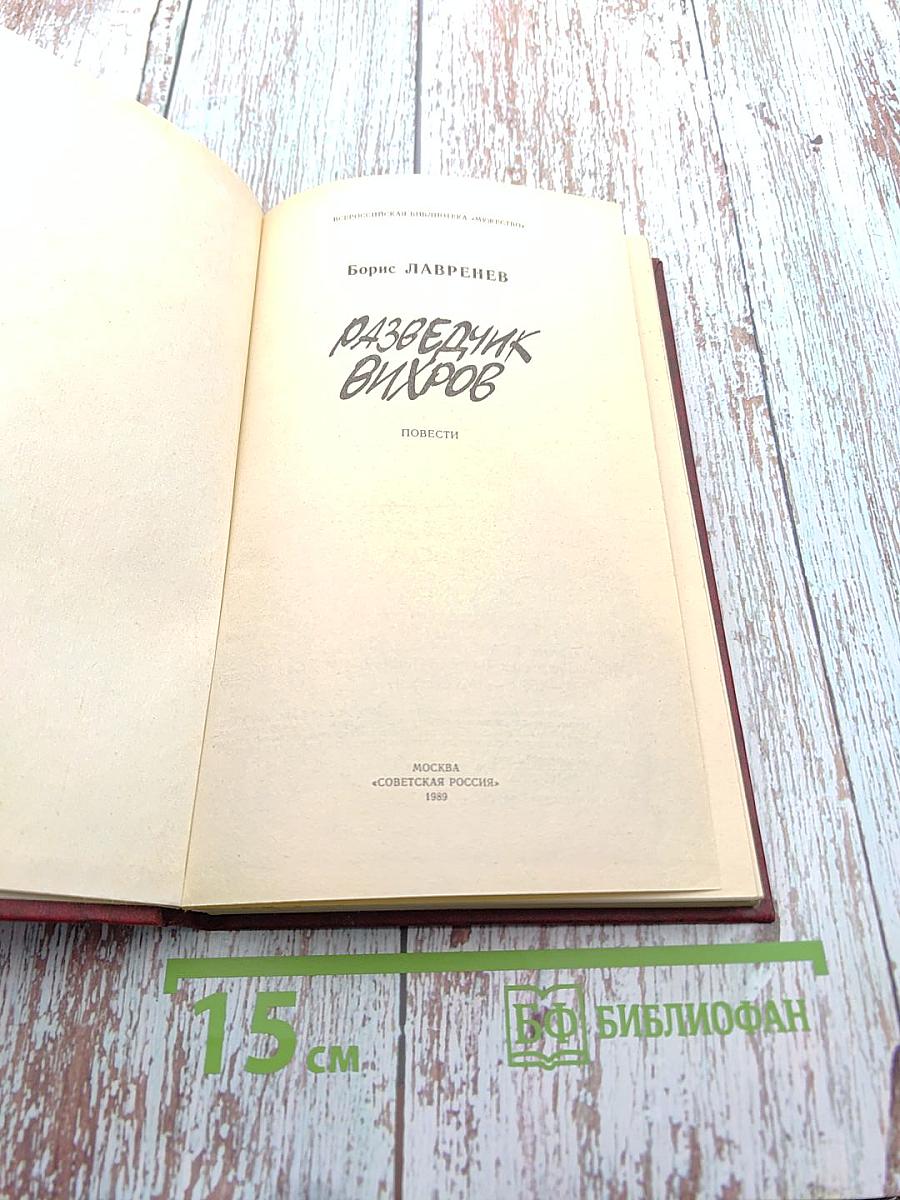 ВСЕРОССИЙСКАЯ БИБЛИОТЕКА «МУЖЕСТВО»
Борис ЛАВРЕНЕВ
РАЗВЕДЧИК
ВИХРОВ
ПОВЕСТИ
МОСКВА
«СОВЕТСКАЯ РОССИЯ»
1989
15 см
БФ БИБЛИОФАН